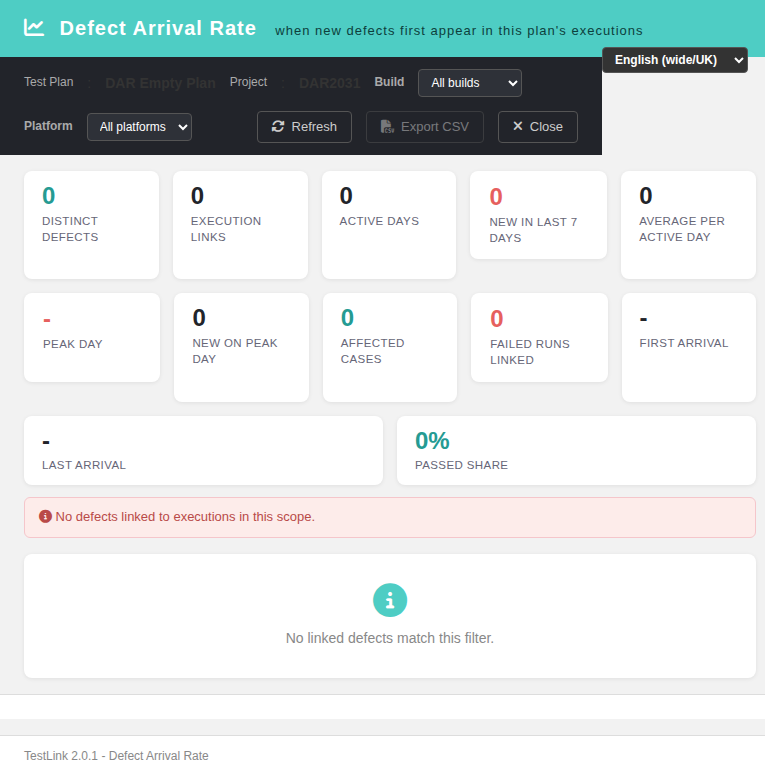 Defect Arrival Rate when new defects first appear in this plan's executions
English (wide/UK)
Test Plan : DAR Empty Plan Project : DAR2031 Build All builds
Platform All platforms Refresh Export CSV Close
0
DISTINCT
DEFECTS
0
EXECUTION
LINKS
0
ACTIVE DAYS
0
NEW IN LAST 7
DAYS
0
AVERAGE PER
ACTIVE DAY
-
PEAK DAY
0
NEW ON PEAK
DAY
0
AFFECTED
CASES
0
FAILED RUNS
LINKED
-
FIRST ARRIVAL
-
LAST ARRIVAL
0%
PASSED SHARE
No defects linked to executions in this scope.
No linked defects match this filter.
TestLink 2.0.1 - Defect Arrival Rate